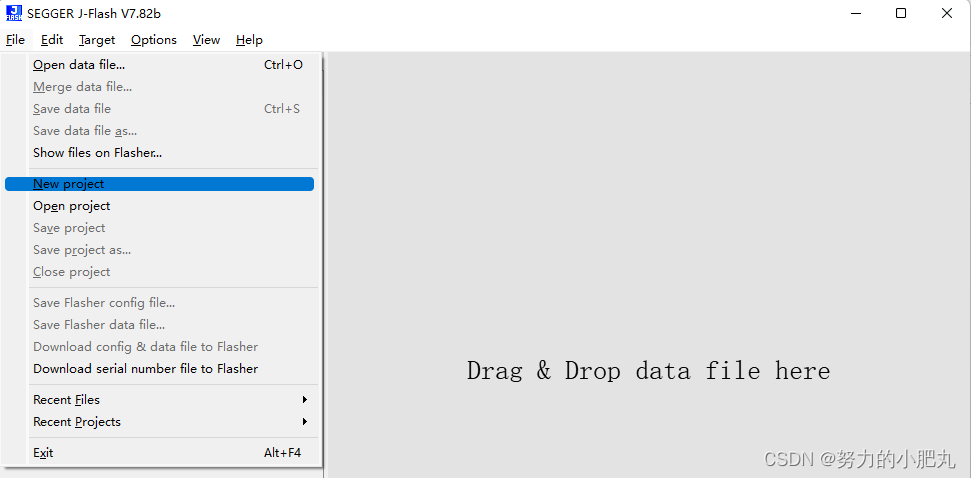 SEGGER J-Flash V7.82b
File Edit Target Options View Help
Open data file... Ctrl+O
Merge data file...
Save data file Ctrl+S
Save data file as...
Show files on Flasher...
New project
Open project
Save project
Save project as...
Close project
Save Flasher config file...
Save Flasher data file...
Download config & data file to Flasher
Download serial number file to Flasher
Recent Files
Recent Projects
Exit Alt+F4
Drag & Drop data file here
CSDN @努力的小肥丸